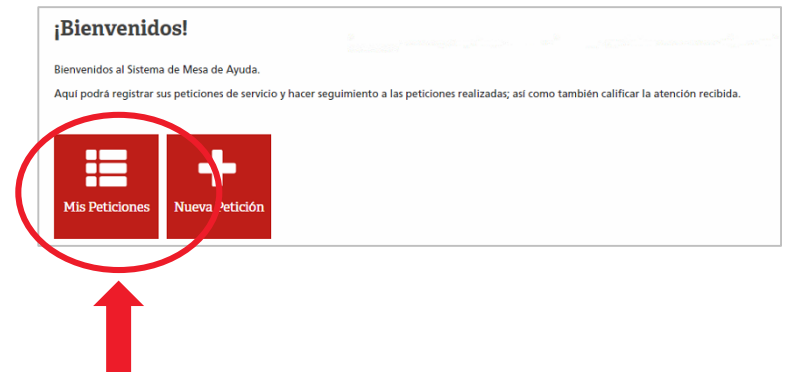 ¡Bienvenidos!
Bienvenidos al Sistema de Mesa de Ayuda.
Aquí podrá registrar sus peticiones de servicio y hacer seguimiento a las peticiones realizadas; así como también calificar la atención recibida.
Mis Peticiones
Nueva Petición